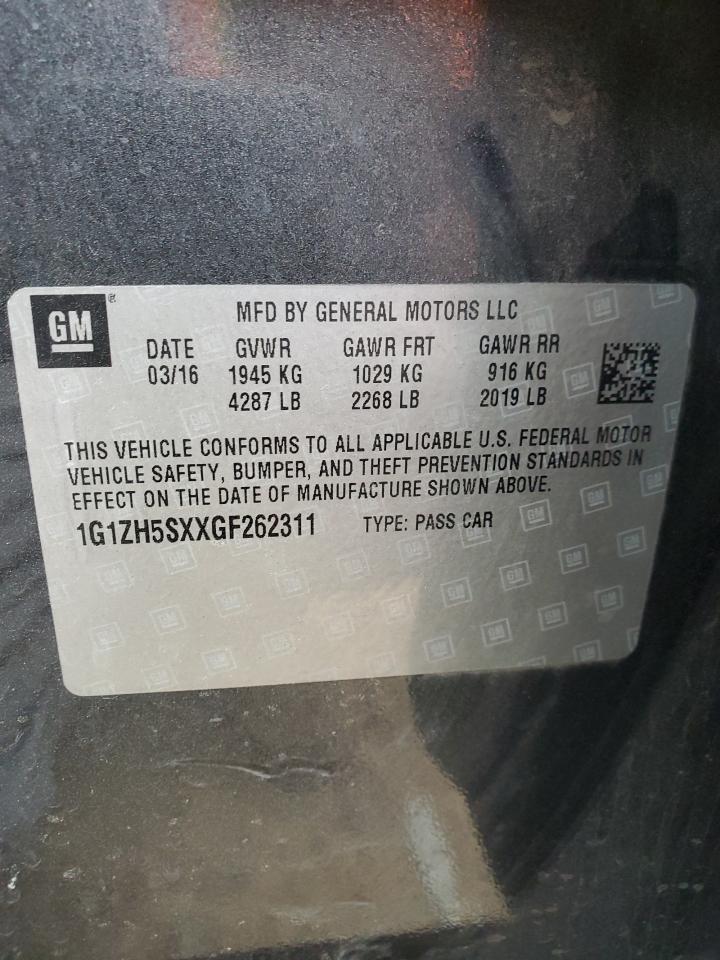 GM ®
MFD BY GENERAL MOTORS LLC
DATE GVWR GAWR FRT GAWR RR
03/16 1945 KG 1029 KG 916 KG
4287 LB 2268 LB 2019 LB
THIS VEHICLE CONFORMS TO ALL APPLICABLE U.S. FEDERAL MOTOR
VEHICLE SAFETY, BUMPER, AND THEFT PREVENTION STANDARDS IN
EFFECT ON THE DATE OF MANUFACTURE SHOWN ABOVE.
1G1ZH5SXXGF262311 TYPE: PASS CAR